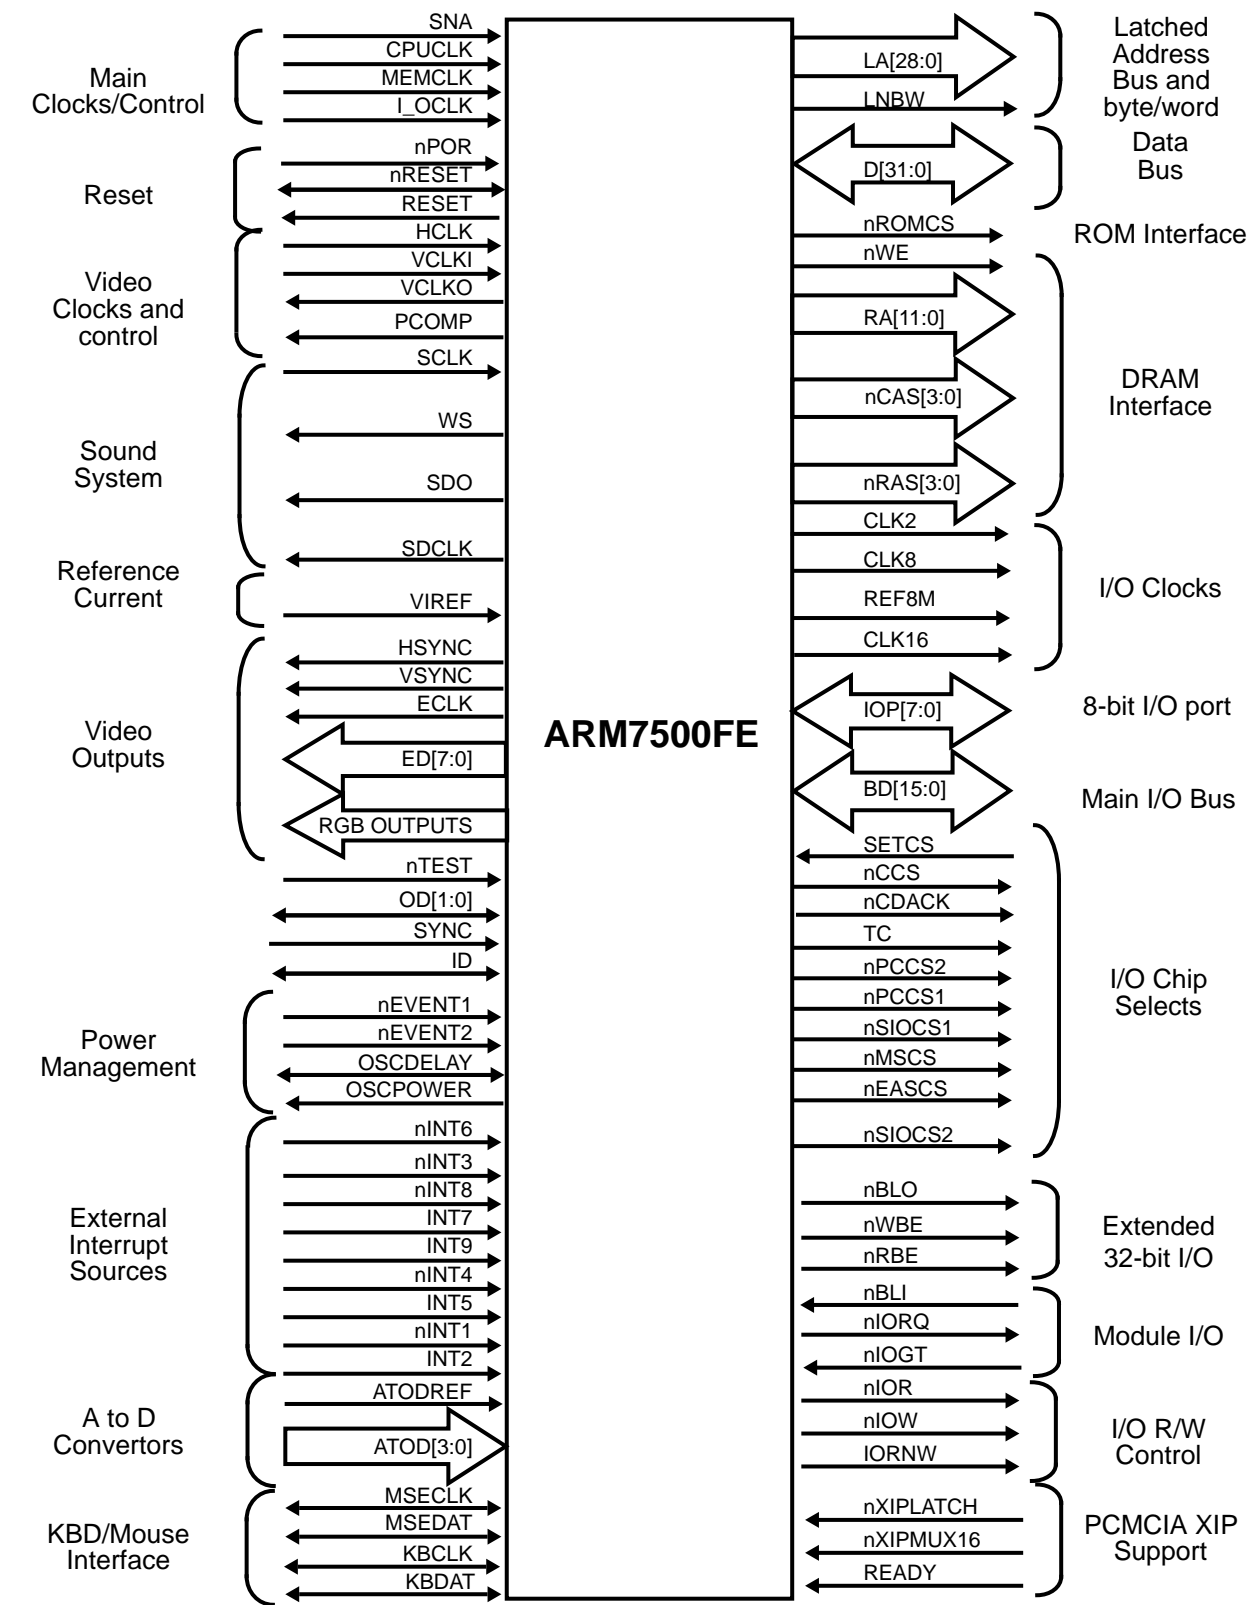 SNA
CPUCLK
MEMCLK
I_OCLK
Main
Clocks/Control
nPOR
nRESET
RESET
Reset
HCLK
VCLKI
VCLKO
PCOMP
Video
Clocks and
control
SCLK
WS
SDO
SDCLK
Sound
System
Reference
Current
VIREF
HSYNC
VSYNC
ECLK
ED[7:0]
RGB OUTPUTS
Video
Outputs
nTEST
OD[1:0]
SYNC
ID
nEVENT1
nEVENT2
OSCDELAY
OSCPOWER
Power
Management
nINT6
nINT3
nINT8
INT7
INT9
nINT4
INT5
nINT1
INT2
External
Interrupt
Sources
ATODREF
ATOD[3:0]
A to D
Convertors
MSECLK
MSEDAT
KBCLK
KBDAT
KBD/Mouse
Interface
ARM7500FE
LA[28:0]
LNBW
Latched
Address
Bus and
byte/word
D[31:0]
Data
Bus
nROMCS
ROM Interface
nWE
RA[11:0]
nCAS[3:0]
nRAS[3:0]
DRAM
Interface
CLK2
CLK8
REF8M
CLK16
I/O Clocks
IOP[7:0]
8-bit I/O port
BD[15:0]
Main I/O Bus
SETCS
nCCS
nCDACK
TC
nPCCS2
nPCCS1
nSIOCS1
nMSCS
nEASCS
nSIOCS2
I/O Chip
Selects
nBLO
nWBE
nRBE
Extended
32-bit I/O
nBLI
nIORQ
nIOGT
Module I/O
nIOR
nIOW
IORNW
I/O R/W
Control
nXIPLATCH
nXIPMUX16
READY
PCMCIA XIP
Support